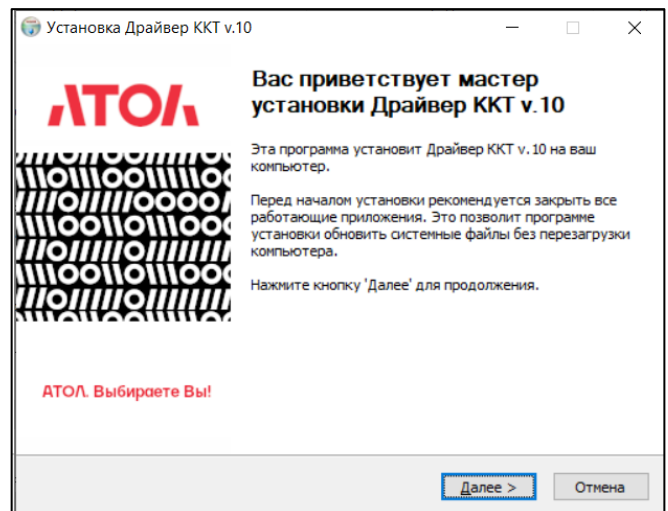 Установка Драйвер ККТ v.10
АТОЛ
Вас приветствует мастер
установки Драйвер ККТ v.10
Эта программа установит Драйвер ККТ v.10 на ваш
компьютер.
Перед началом установки рекомендуется закрыть все
работающие приложения. Это позволит программе
установки обновить системные файлы без перезагрузки
компьютера.
Нажмите кнопку 'Далее' для продолжения.
АТОЛ. Выбираете Вы!
Далее >
Отмена